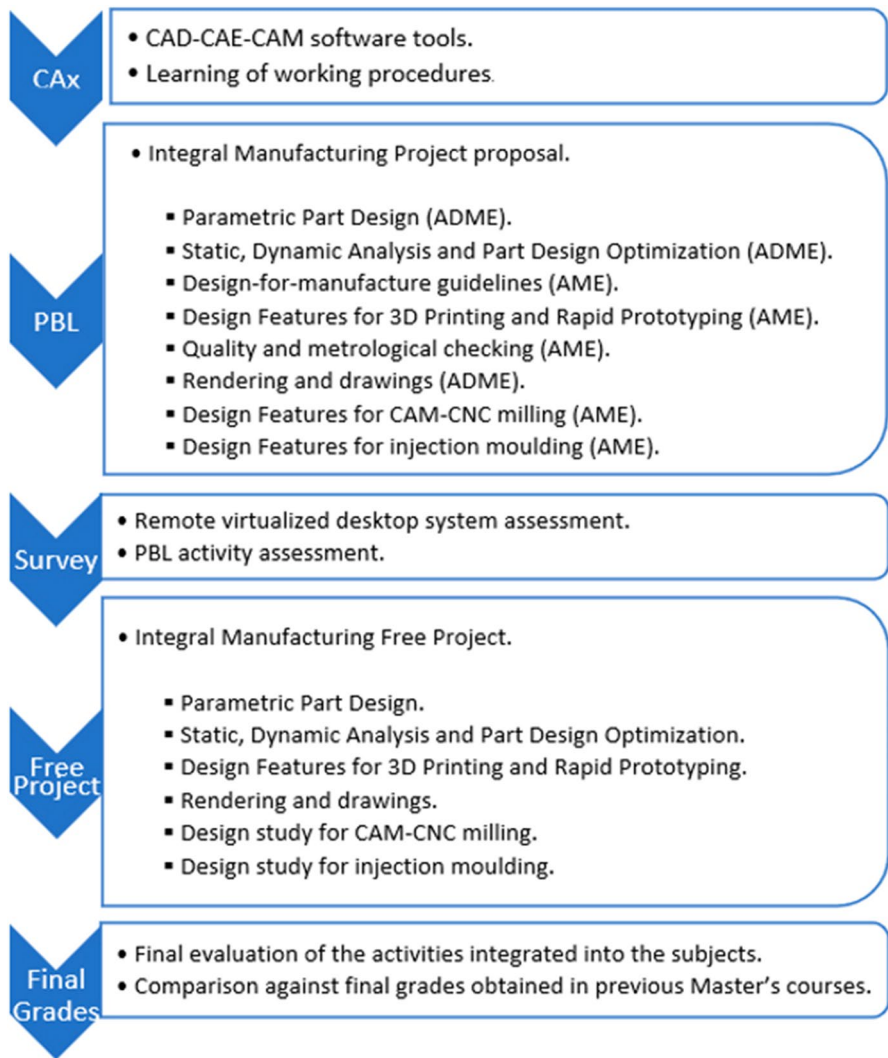 CAx
• CAD-CAE-CAM software tools.
• Learning of working procedures.
PBL
• Integral Manufacturing Project proposal.
▪ Parametric Part Design (ADME).
▪ Static, Dynamic Analysis and Part Design Optimization (ADME).
▪ Design-for-manufacture guidelines (AME).
▪ Design Features for 3D Printing and Rapid Prototyping (AME).
▪ Quality and metrological checking (AME).
▪ Rendering and drawings (ADME).
▪ Design Features for CAM-CNC milling (AME).
▪ Design Features for injection moulding (AME).
Survey
• Remote virtualized desktop system assessment.
• PBL activity assessment.
Free
Project
• Integral Manufacturing Free Project.
▪ Parametric Part Design.
▪ Static, Dynamic Analysis and Part Design Optimization.
▪ Design Features for 3D Printing and Rapid Prototyping.
▪ Rendering and drawings.
▪ Design study for CAM-CNC milling.
▪ Design study for injection moulding.
Final
Grades
• Final evaluation of the activities integrated into the subjects.
• Comparison against final grades obtained in previous Master’s courses.